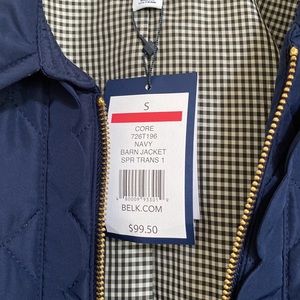 S
CORE
726T196
NAVY
BARN JACKET
SPR TRANS 1
BELK.COM
$99.50